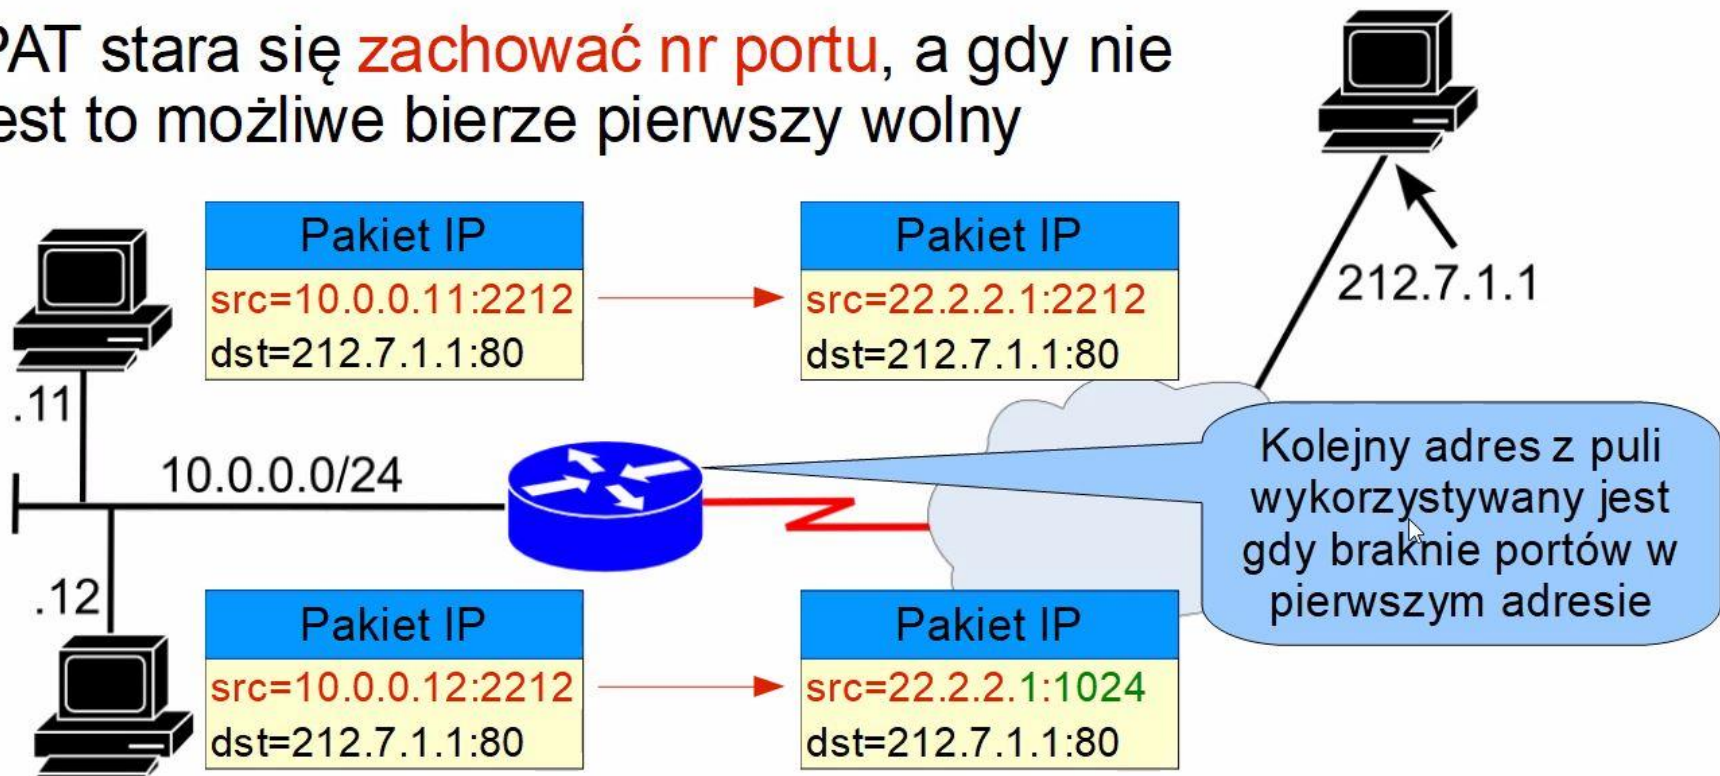 PAT stara się zachować nr portu, a gdy nie
est to możliwe bierze pierwszy wolny
Pakiet IP
src=10.0.0.11:2212
dst=212.7.1.1:80
Pakiet IP
src=22.2.2.1:2212
dst=212.7.1.1:80
212.7.1.1
.11
10.0.0.0/24
Kolejny adres z puli
wykorzystywany jest
gdy braknie portów w
pierwszym adresie
.12
Pakiet IP
src=10.0.0.12:2212
dst=212.7.1.1:80
Pakiet IP
src=22.2.2.1:1024
dst=212.7.1.1:80